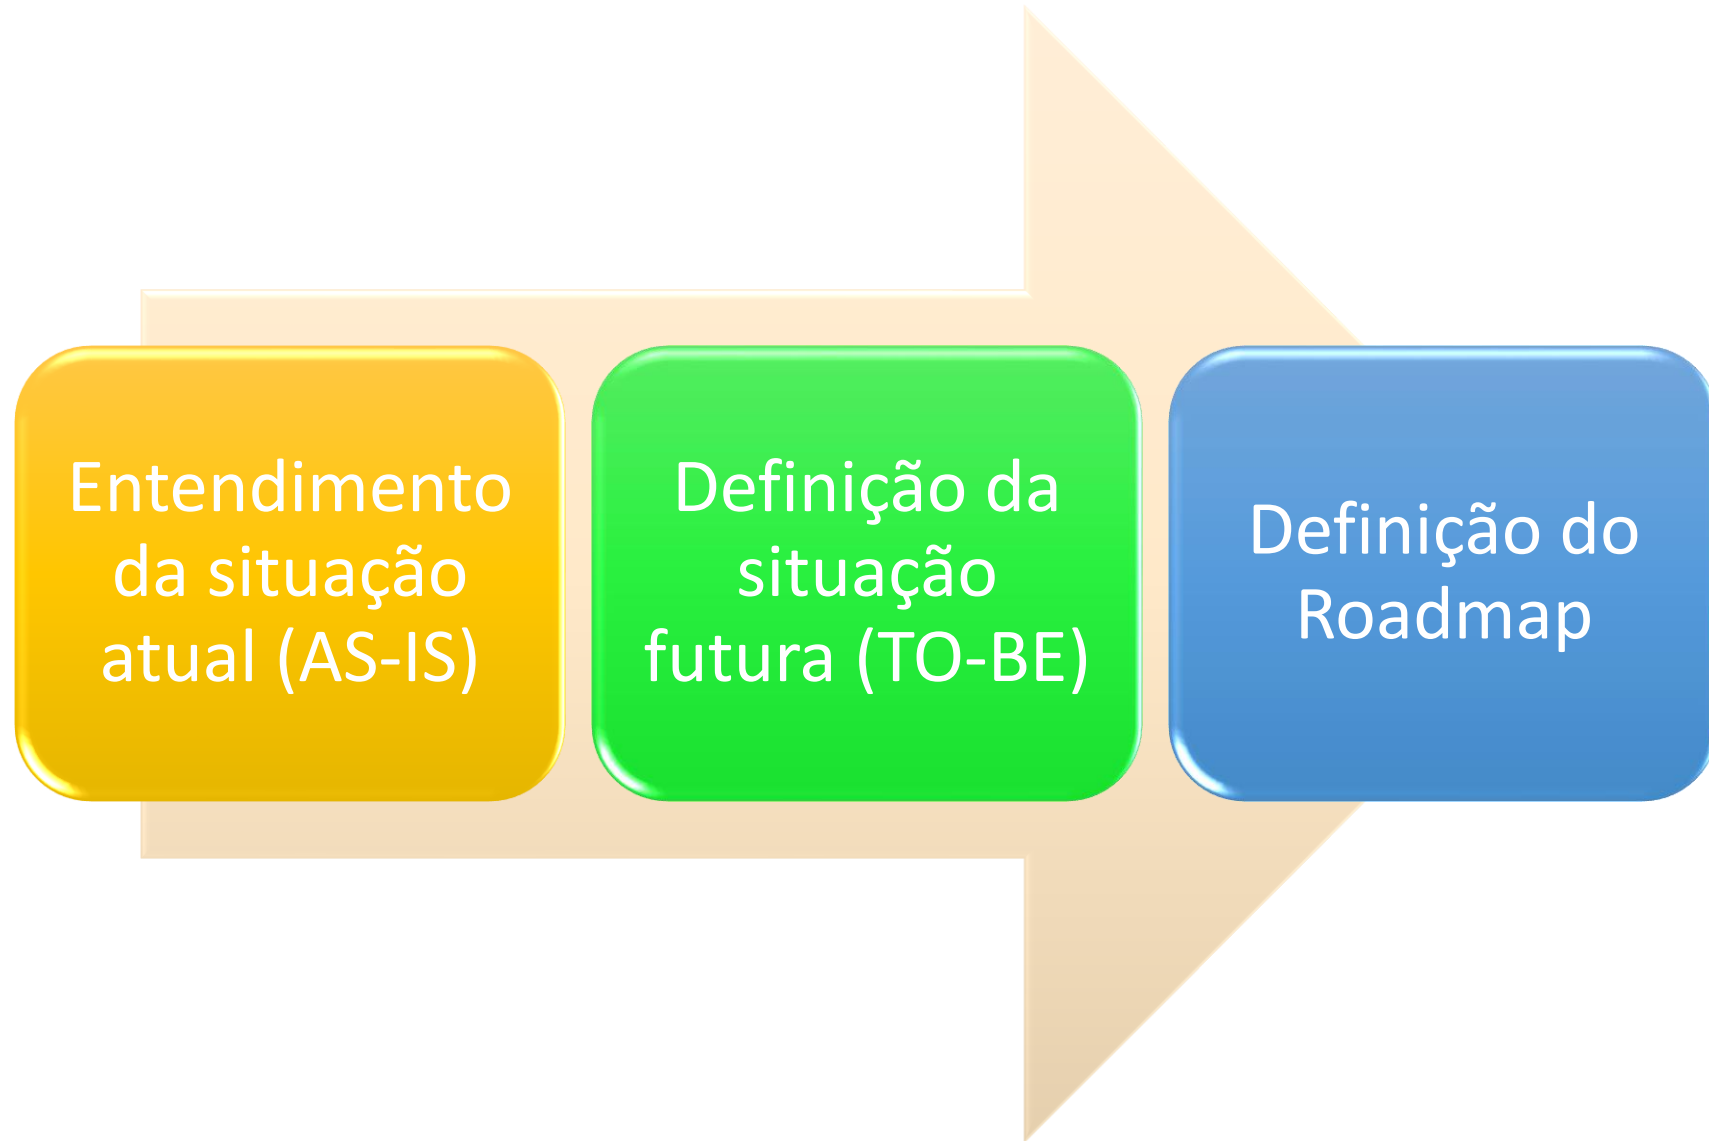 Entendimento
da situação
atual (AS-IS)
Definição da
situação
futura (TO-BE)
Definição do
Roadmap